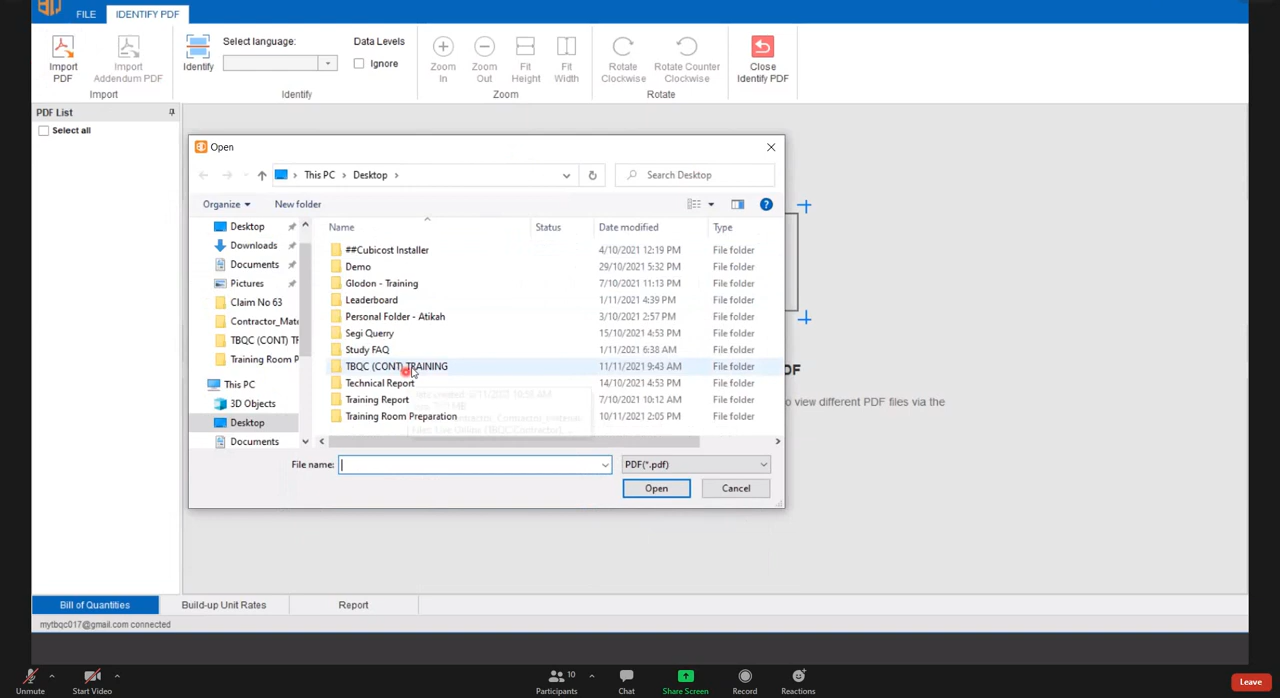 FILE
IDENTIFY PDF
Import
PDF
Import
Addendum PDF
Import
Identify
Select language:
Data Levels
Ignore
Identify
Zoom
In
Zoom
Out
Fit
Height
Fit
Width
Zoom
Rotate
Clockwise
Rotate Counter
Clockwise
Rotate
Close
Identify PDF
PDF List
Select all
Open
This PC > Desktop >
Search Desktop
Organize
New folder
Desktop
Downloads
Documents
Pictures
Claim No 63
Contractor_Mate
TBQC (CONT) TF
Training Room P
This PC
3D Objects
Desktop
Documents
Name Status Date modified Type
##Cubicost Installer 4/10/2021 12:19 PM File folder
Demo 29/10/2021 5:32 PM File folder
Glodon - Training 7/10/2021 11:13 PM File folder
Leaderboard 1/11/2021 4:39 PM File folder
Personal Folder - Atikah 3/10/2021 2:57 PM File folder
Segi Querry 15/10/2021 4:53 PM File folder
Study FAQ 1/11/2021 6:38 AM File folder
TBQC (CONT) TRAINING 11/11/2021 9:43 AM File folder
Technical Report 14/10/2021 4:53 PM File folder
Training Report 7/10/2021 10:12 AM File folder
Training Room Preparation 10/11/2021 2:05 PM File folder
File name:
PDF(*.pdf)
Open
Cancel
DF
o view different PDF files via the
Bill of Quantities
Build-up Unit Rates
Report
mytbqc017@gmail.com connected
Unmute
Start Video
10
Participants
Chat
Share Screen
Record
Reactions
Leave